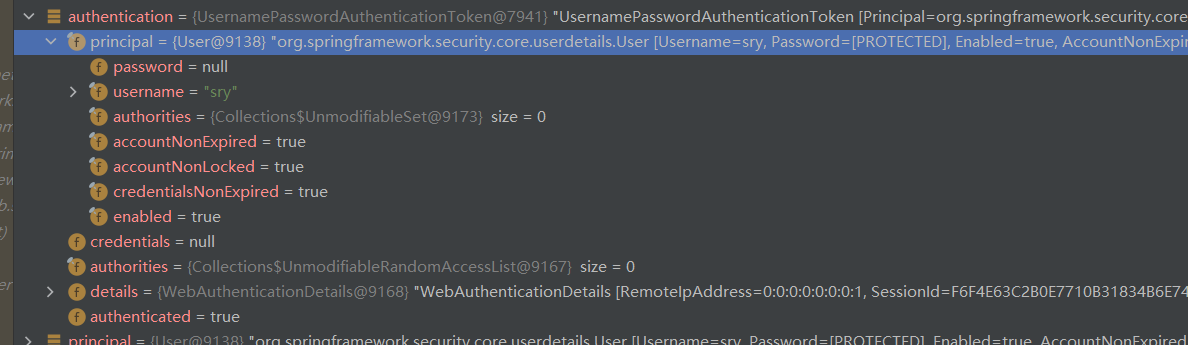 authentication = {UsernamePasswordAuthenticationToken@7941} "UsernamePasswordAuthenticationToken [Principal=org.springframework.security.core
principal = {User@9138} "org.springframework.security.core.userdetails.User [Username=sry, Password=[PROTECTED], Enabled=true, AccountNonExpir
password = null
username = "sry"
authorities = {Collections$UnmodifiableSet@9173} size = 0
accountNonExpired = true
accountNonLocked = true
credentialsNonExpired = true
enabled = true
credentials = null
authorities = {Collections$UnmodifiableRandomAccessList@9167} size = 0
details = {WebAuthenticationDetails@9168} "WebAuthenticationDetails [RemoteIpAddress=0:0:0:0:0:0:0:1, SessionId=F6F4E63C2B0E7710B31834B6E74
authenticated = true
principal = {User@9138} "org.springframework.security.core.userdetails.User [Username=sry, Password=[PROTECTED], Enabled=true, AccountNonExpired